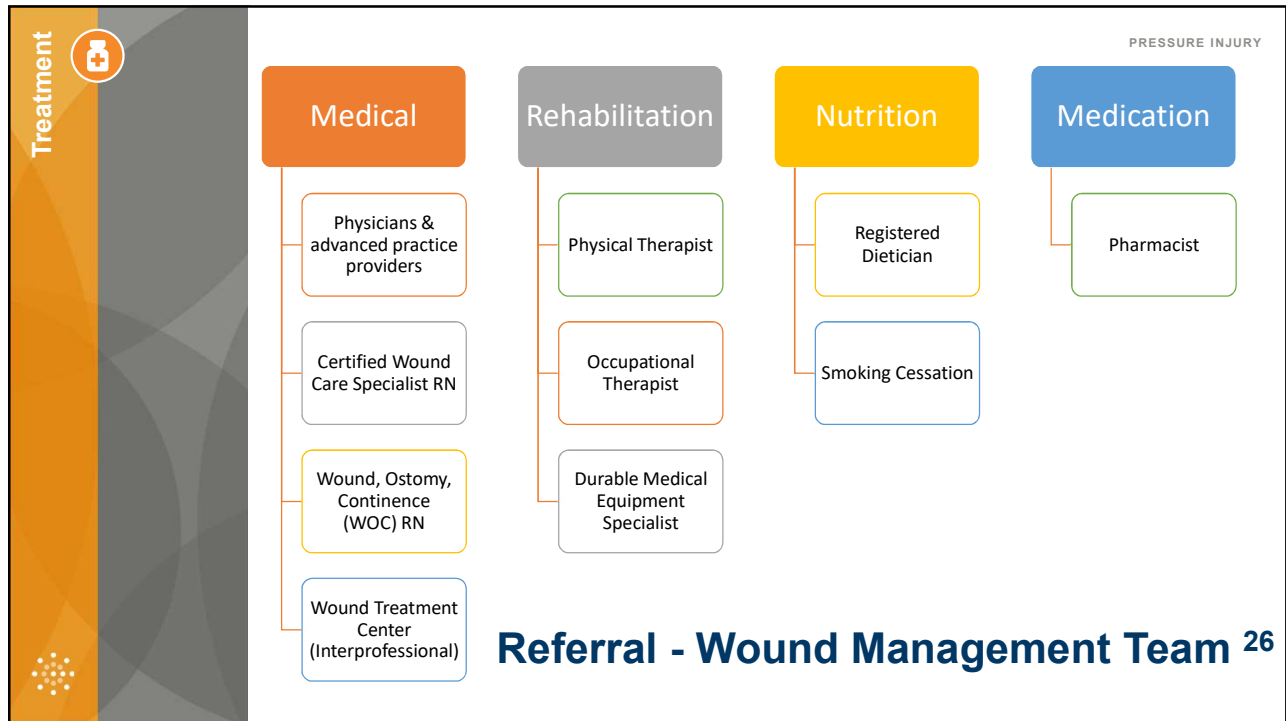 Treatment
PRESSURE INJURY
Medical
Physicians &
advanced practice
providers
Certified Wound
Care Specialist RN
Wound, Ostomy,
Continence
(WOC) RN
Wound Treatment
Center
(Interprofessional)
Rehabilitation
Physical Therapist
Occupational
Therapist
Durable Medical
Equipment
Specialist
Nutrition
Registered
Dietician
Smoking Cessation
Medication
Pharmacist
Referral - Wound Management Team 26